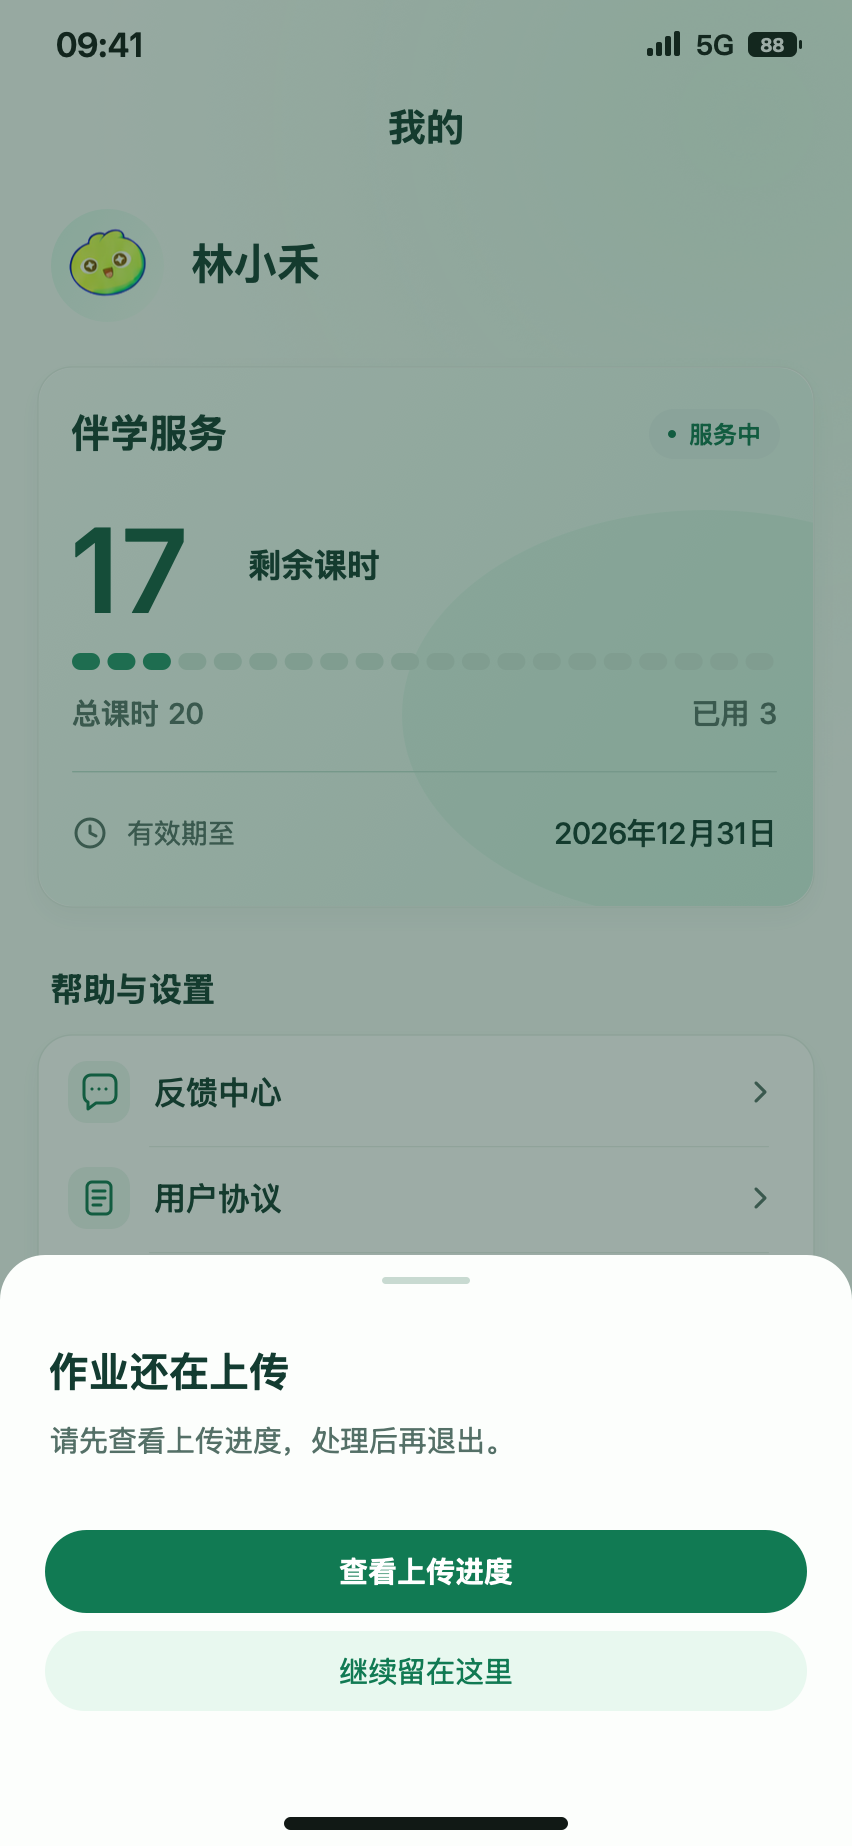 09:41
5G 88
我的
林小禾
伴学服务
服务中
17 剩余课时
总课时 20
已用 3
有效期至
2026年12月31日
帮助与设置
反馈中心
用户协议
作业还在上传
请先查看上传进度，处理后再退出。
查看上传进度
继续留在这里